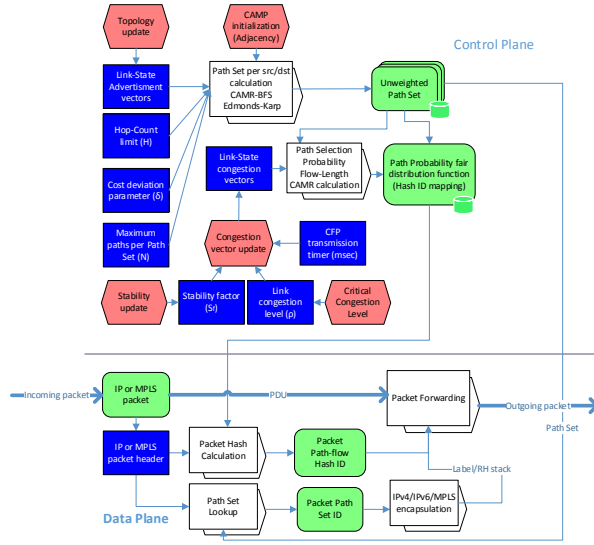 Topology
update
CAMP
initialization
(Adjacency)
Control Plane
Link-State
Advertisment
vectors
Path Set per src/dst
calculation
CAMR-BFS
Edmonds-Karp
Unweighted
Path Set
Hop-Count
limit (H)
Link-State
congestion
vectors
Path Selection
Probability
Flow-Length
CAMR calculation
Path Probability fair
distribution function
(Hash ID mapping)
Cost deviation
parameter (δ)
Maximum
paths per Path
Set (N)
Congestion
vector update
CFP
transmission
timer (msec)
Stability
update
Stability factor
(Sf)
Link
congestion
level (ρ)
Critical
Congestion
Level
Incoming packet
IP or MPLS
packet
PDU
Packet Forwarding
Outgoing packet
Path Set
IP or MPLS
packet header
Packet Hash
Calculation
Packet
Path-flow
Hash ID
Label/RH stack
Data Plane
Path Set
Lookup
Packet Path
Set ID
IPv4/IPv6/MPLS
encapsulation